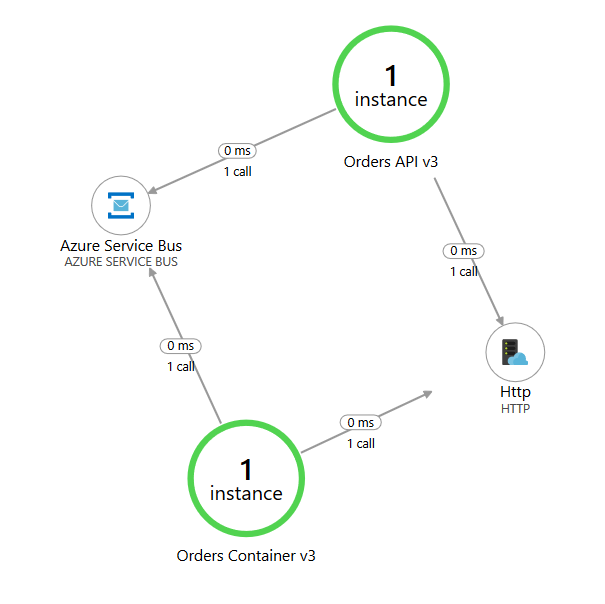 1
instance
Orders API v3
0 ms
1 call
Azure Service Bus
AZURE SERVICE BUS
0 ms
1 call
Http
HTTP
0 ms
1 call
0 ms
1 call
1
instance
Orders Container v3